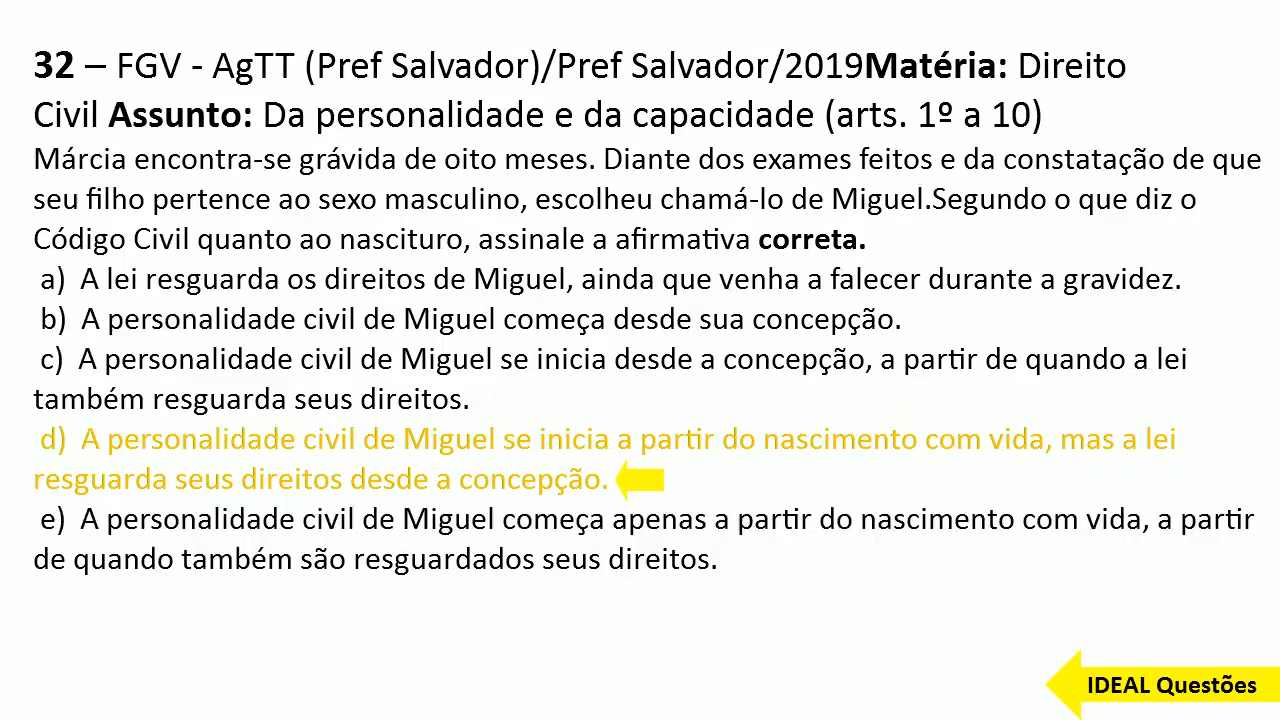 32 – FGV - AgTT (Pref Salvador)/Pref Salvador/2019Matéria: Direito
Civil Assunto: Da personalidade e da capacidade (arts. 1º a 10)
Márcia encontra-se grávida de oito meses. Diante dos exames feitos e da constatação de que
seu filho pertence ao sexo masculino, escolheu chamá-lo de Miguel.Segundo o que diz o
Código Civil quanto ao nascituro, assinale a afirmativa correta.
a) A lei resguarda os direitos de Miguel, ainda que venha a falecer durante a gravidez.
b) A personalidade civil de Miguel começa desde sua concepção.
c) A personalidade civil de Miguel se inicia desde a concepção, a partir de quando a lei
também resguarda seus direitos.
d) A personalidade civil de Miguel se inicia a partir do nascimento com vida, mas a lei
resguarda seus direitos desde a concepção.
e) A personalidade civil de Miguel começa apenas a partir do nascimento com vida, a partir
de quando também são resguardados seus direitos.
IDEAL Questões